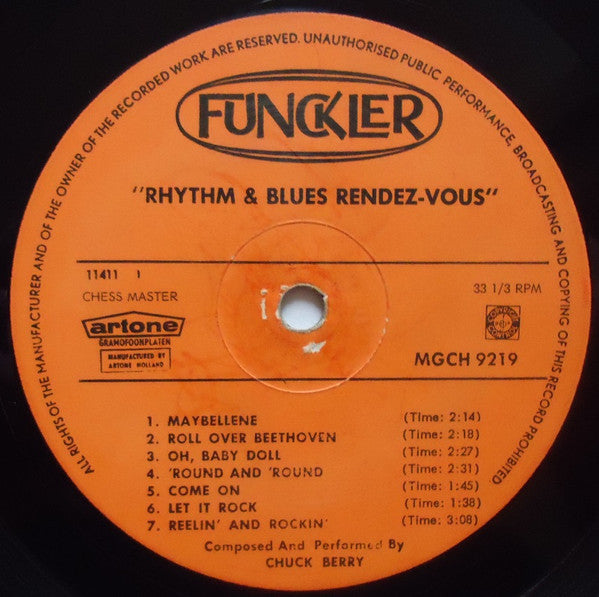 ALL RIGHTS OF THE MANUFACTURER AND OF THE OWNER OF THE RECORDED WORK ARE RESERVED. UNAUTHORISED PUBLIC PERFORMANCE, BROADCASTING AND COPYING OF THIS RECORD PROHIBITED.
FUNCKLER
"RHYTHM & BLUES RENDEZ-VOUS"
11411 I
33 1/3 RPM
CHESS MASTER
artone
GRAMOFOONPLATEN
MANUFACTURED BY
ARTONE HOLLAND
MGCH 9219
1. MAYBELLENE (Time: 2:14)
2. ROLL OVER BEETHOVEN (Time: 2:18)
3. OH, BABY DOLL (Time: 2:27)
4. 'ROUND AND 'ROUND (Time: 2:31)
5. COME ON (Time: 1:45)
6. LET IT ROCK (Time: 1:38)
7. REELIN' AND ROCKIN' (Time: 3:08)
Composed And Performed By
CHUCK BERRY